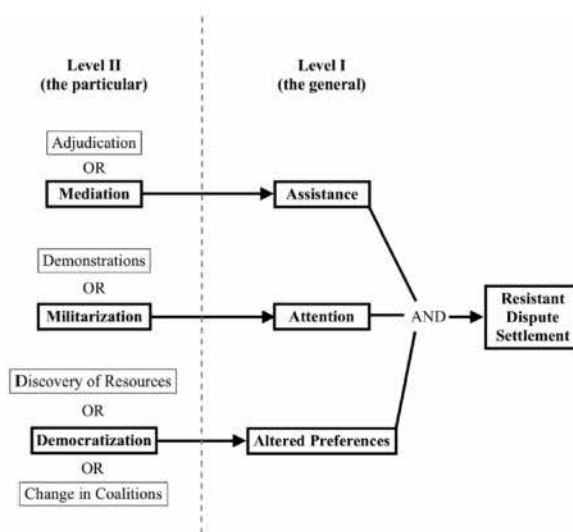 Level II
(the particular)
Level I
(the general)
Adjudication
OR
Mediation
Assistance
Demonstrations
OR
Militarization
Attention
AND
Resistant
Dispute
Settlement
Discovery of Resources
OR
Democratization
Altered Preferences
OR
Change in Coalitions